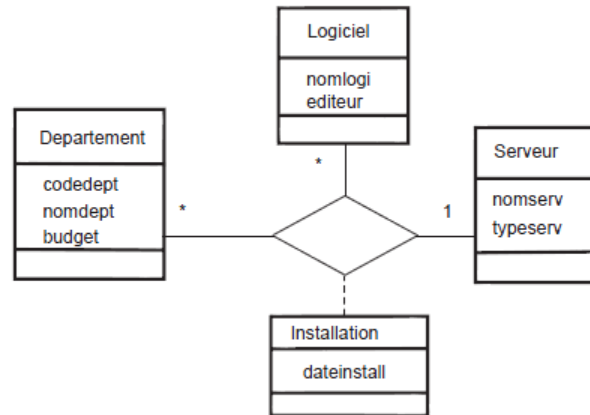 Logiciel
nomlogi
editeur
Departement
codedept
nomdept
budget
*
*
1
Serveur
nomserv
typeserv
Installation
dateinstall